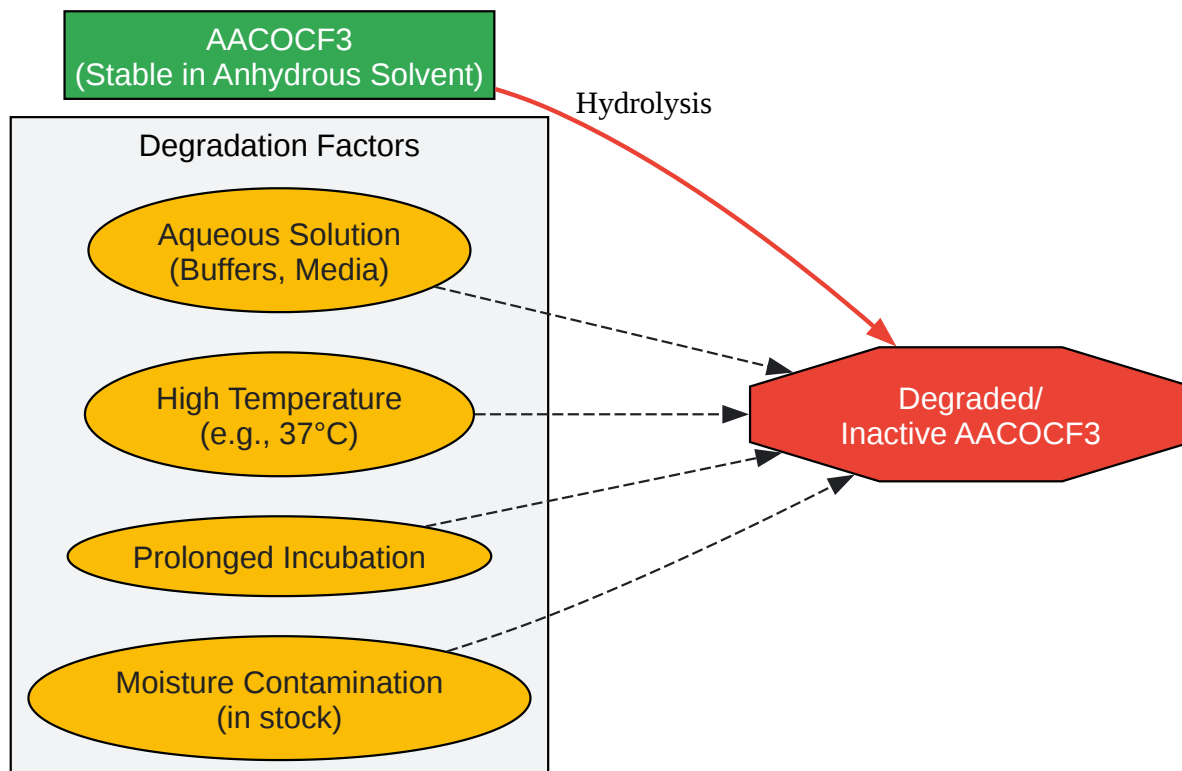 AACOCF3
(Stable in Anhydrous Solvent)
Hydrolysis
Degradation Factors
Aqueous Solution
(Buffers, Media)
High Temperature
(e.g., 37°C)
Prolonged Incubation
Moisture Contamination
(in stock)
Degraded/
Inactive AACOCF3